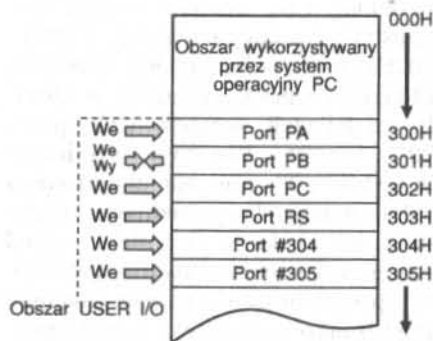 000H
Obszar wykorzystywany
przez system
operacyjny PC
We Port PA 300H
We
Wy Port PB 301H
We Port PC 302H
We Port RS 303H
We Port #304 304H
We Port #305 305H
Obszar USER I/O